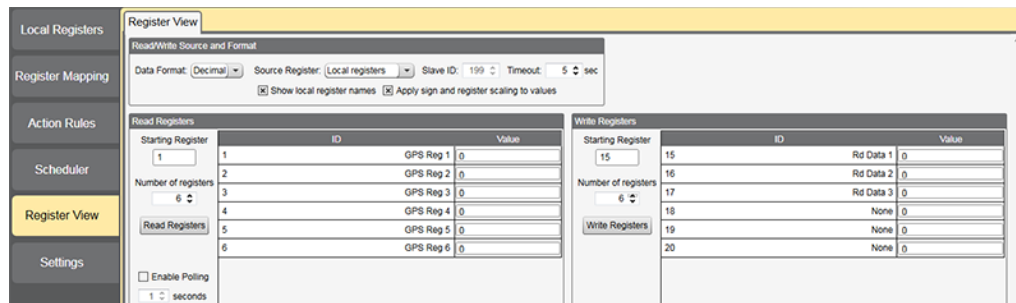 Local Registers
Register Mapping
Action Rules
Scheduler
Register View
Settings
Register View
Read/Write Source and Format
Data Format: Decimal Source Register: Local registers Slave ID: 199 Timeout: 5 sec
Show local register names Apply sign and register scaling to values
Read Registers
Starting Register
1
Number of registers
6
Read Registers
Enable Polling
1 seconds
ID Value
1 GPS Reg 1 0
2 GPS Reg 2 0
3 GPS Reg 3 0
4 GPS Reg 4 0
5 GPS Reg 5 0
6 GPS Reg 6 0
Write Registers
Starting Register
15
Number of registers
6
Write Registers
ID Value
15 Rd Data 1 0
16 Rd Data 2 0
17 Rd Data 3 0
18 None 0
19 None 0
20 None 0